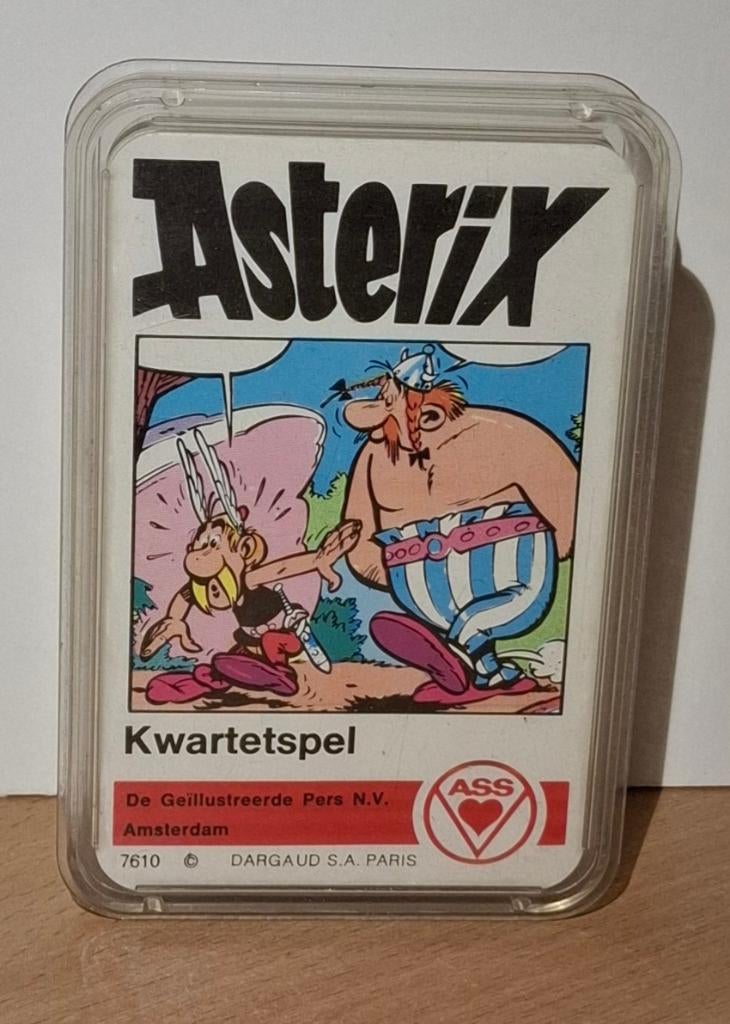 Asterix
Kwartetspel
De Geïllustreerde Pers N.V.
Amsterdam
ASS
7610 © DARGAUD S.A. PARIS